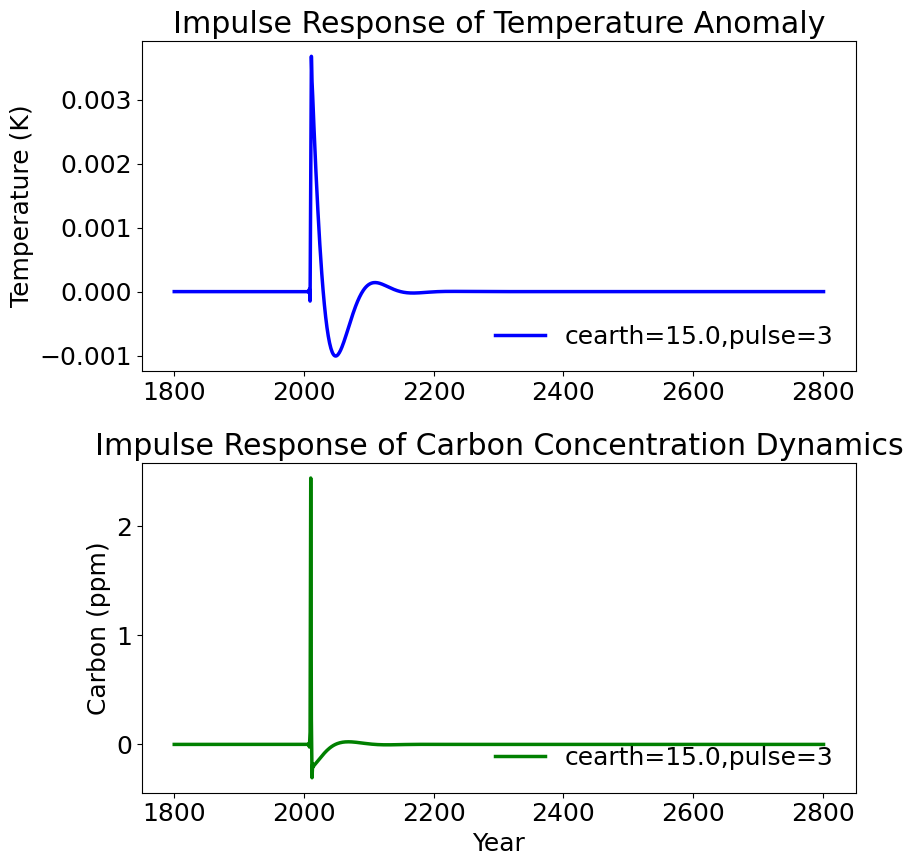 Impulse Response of Temperature Anomaly
Temperature (K)
0.003
0.002
0.001
0.000
−0.001
cearth=15.0,pulse=3
1800 2000 2200 2400 2600 2800
Impulse Response of Carbon Concentration Dynamics
Carbon (ppm)
2
1
0
cearth=15.0,pulse=3
1800 2000 2200 2400 2600 2800
Year